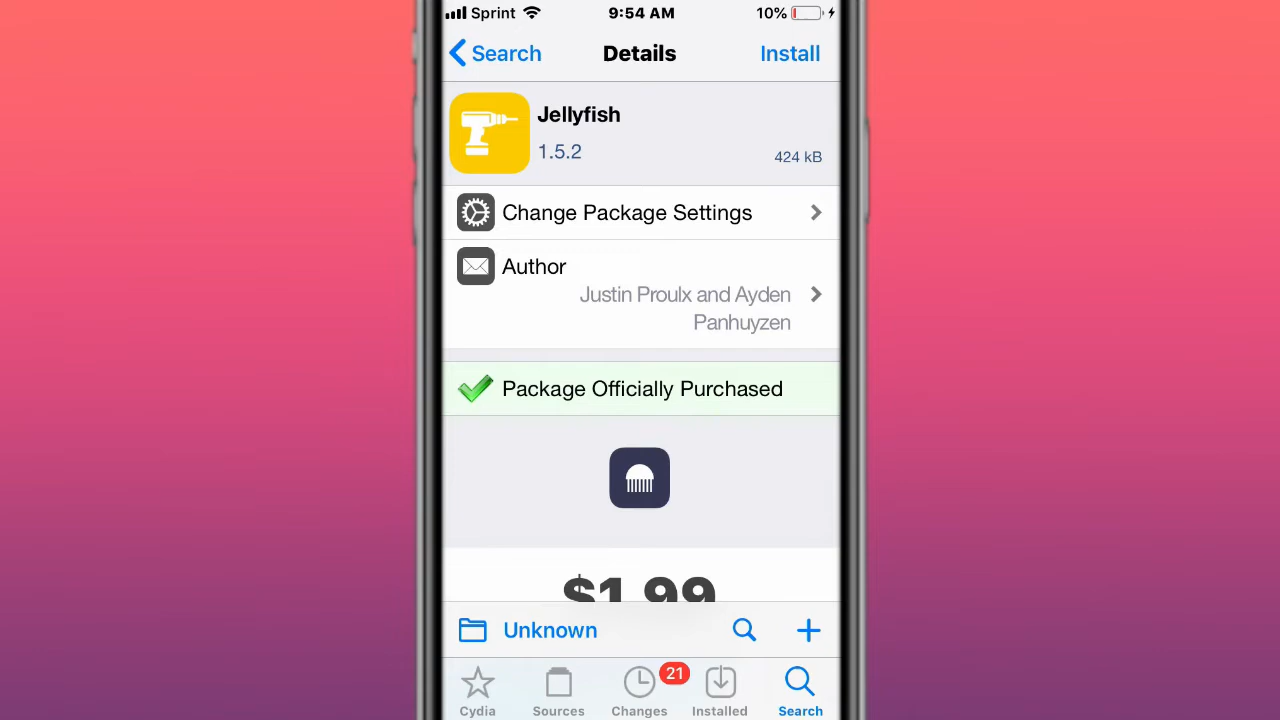 Sprint 9:54 AM 10%
Search Details Install
Jellyfish
1.5.2 424 kB
Change Package Settings
Author
Justin Proulx and Ayden
Panhuyzen
Package Officially Purchased
$1.99
Unknown
21
Cydia Sources Changes Installed Search